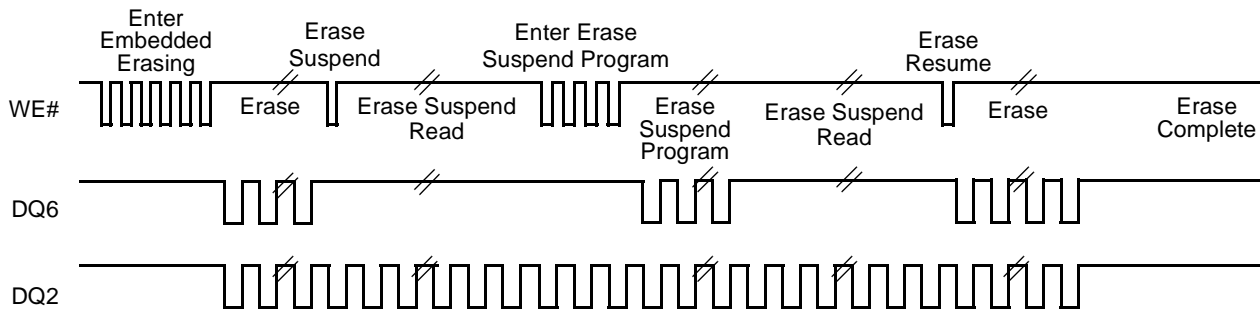 Enter
Embedded
Erasing
Erase
Suspend
Enter Erase
Suspend Program
Erase
Resume
WE#
Erase
Erase Suspend
Read
Erase
Suspend
Program
Erase Suspend
Read
Erase
Erase
Complete
DQ6
DQ2